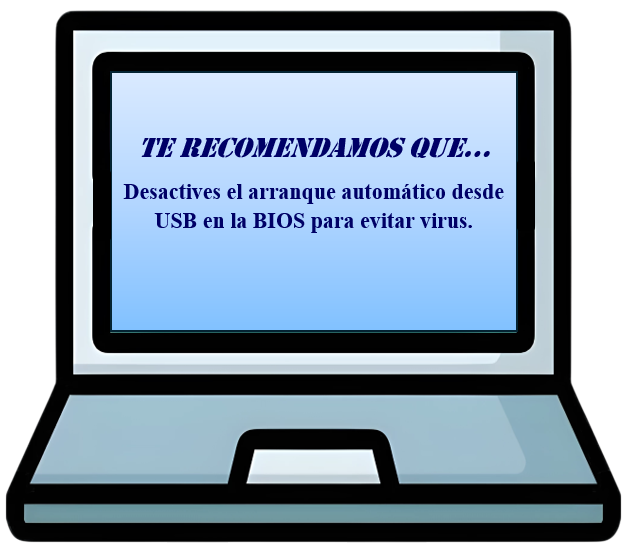 TE RECOMENDAMOS QUE...
Desactives el arranque automático desde
USB en la BIOS para evitar virus.